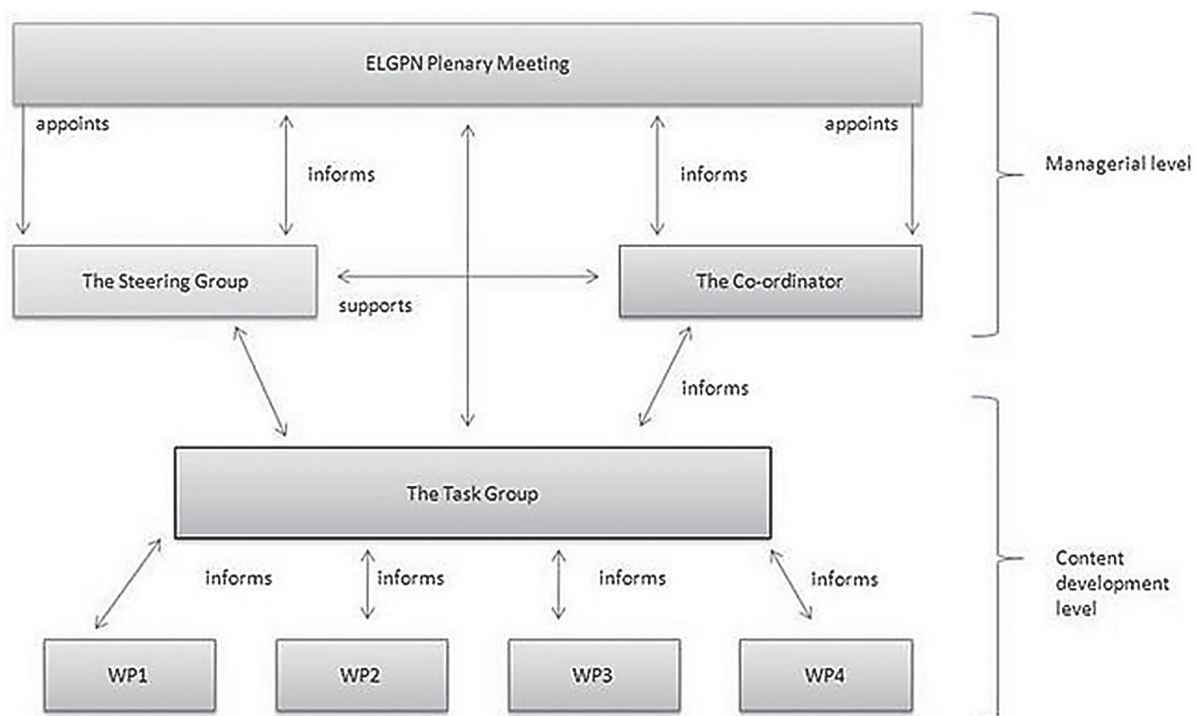 ELGPN Plenary Meeting
appoints
appoints
informs
informs
Managerial level
The Steering Group
The Co-ordinator
supports
informs
The Task Group
informs
informs
informs
informs
Content
development
level
WP1
WP2
WP3
WP4